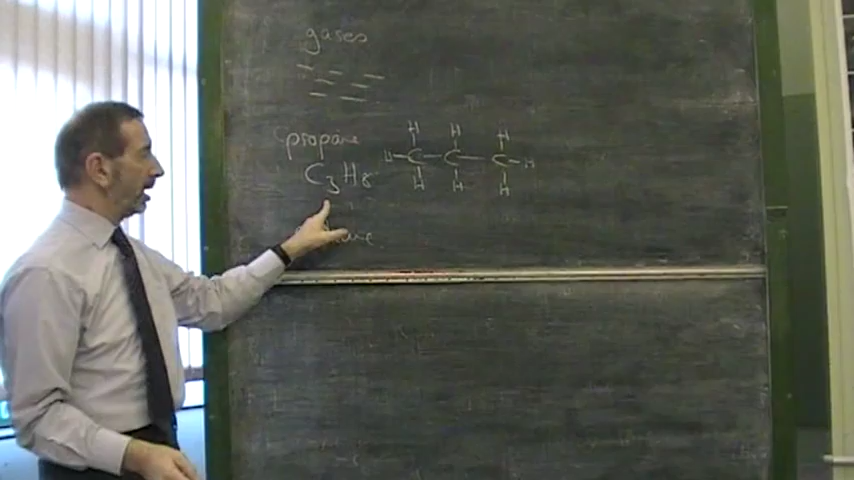 gases
propane
C3H8
H H H
H-C-C-C-H
H H H